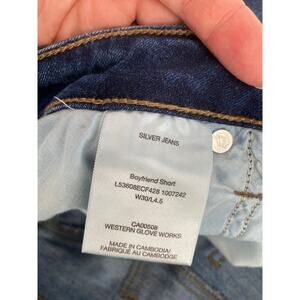 SILVER JEANS
Boyfriend Short
L53608ECF428 1007242
W30/L4.5
CA00508
WESTERN GLOVE WORKS
MADE IN CAMBODIA/
FABRIQUÉ AU CAMBODGE